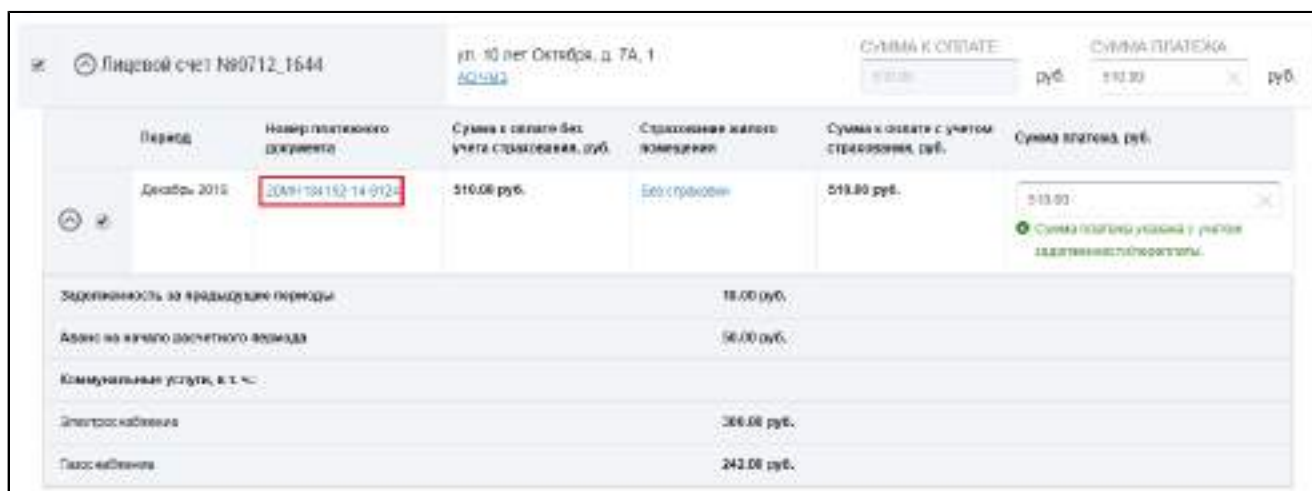 Лицевой счет №0712_1644
ул. 10 лет Октября, д. 7А, 1
СУММА К ОПЛАТЕ
руб.
СУММА ПЛАТЕЖА
510.00
руб.
Период
Номер платежного документа
Сумма к оплате без учета страхования, руб.
Страхование жилого помещения
Сумма к оплате с учетом страхования, руб.
Сумма платежа, руб.
Декабрь 2015
510.00 руб.
Без страховки
510.00 руб.
510.00
Сумма платежа указана с учетом
задолженности/переплаты.
Задолженность за предыдущие периоды
10.00 руб.
Аванс на начало расчетного периода
50.00 руб.
Коммунальные услуги, в т. ч.:
Электроснабжение
300.00 руб.
Газоснабжение
242.00 руб.